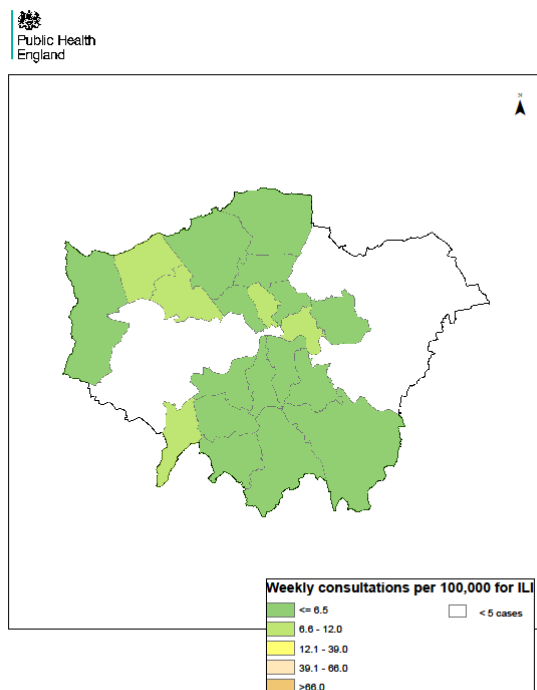 Public Health
England
N
Weekly consultations per 100,000 for ILI
<= 6.5
< 5 cases
6.6 - 12.0
12.1 - 39.0
39.1 - 66.0
>66.0